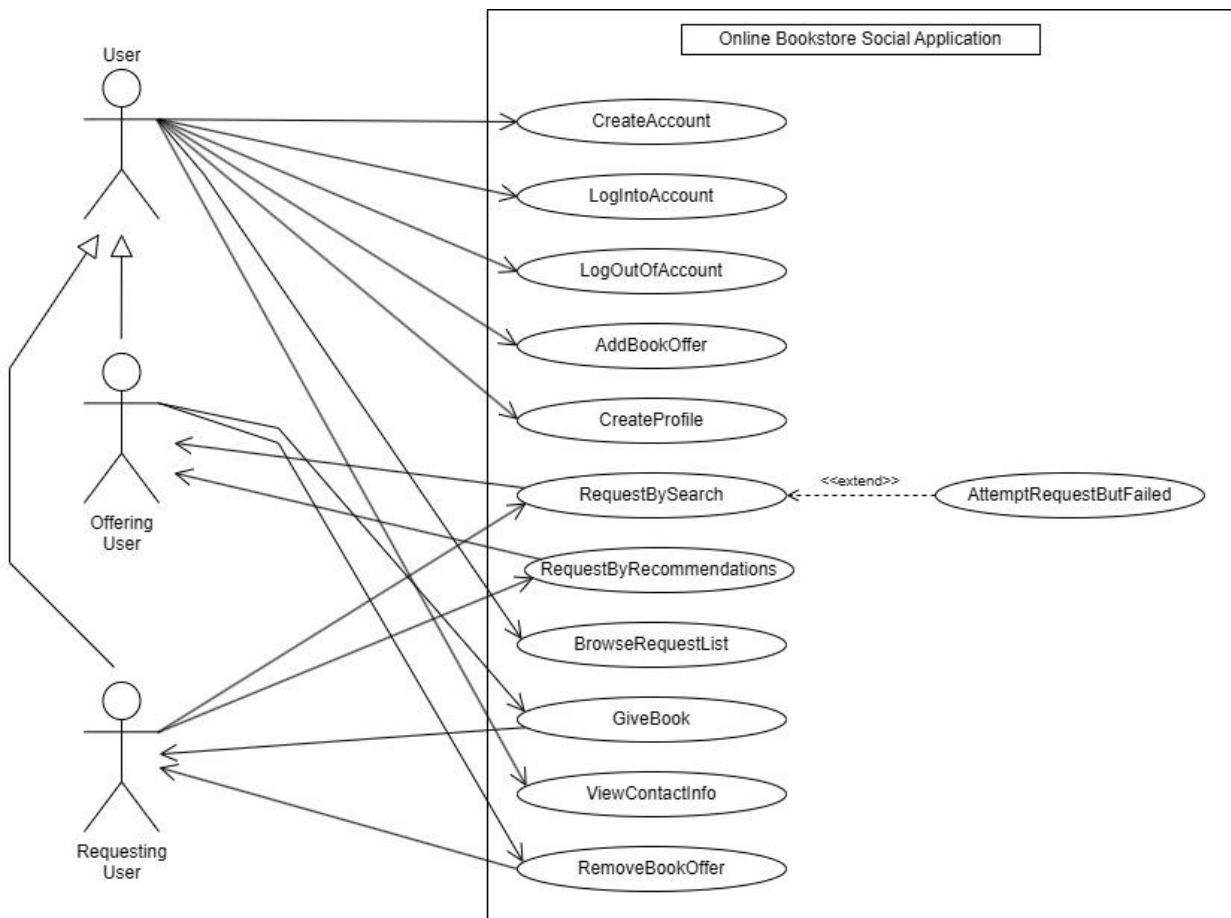 Online Bookstore Social Application
User
CreateAccount
LogIntoAccount
LogOutOfAccount
AddBookOffer
CreateProfile
RequestBySearch
<<extend>>
AttemptRequestButFailed
Offering
User
RequestByRecommendations
BrowseRequestList
GiveBook
ViewContactInfo
Requesting
User
RemoveBookOffer